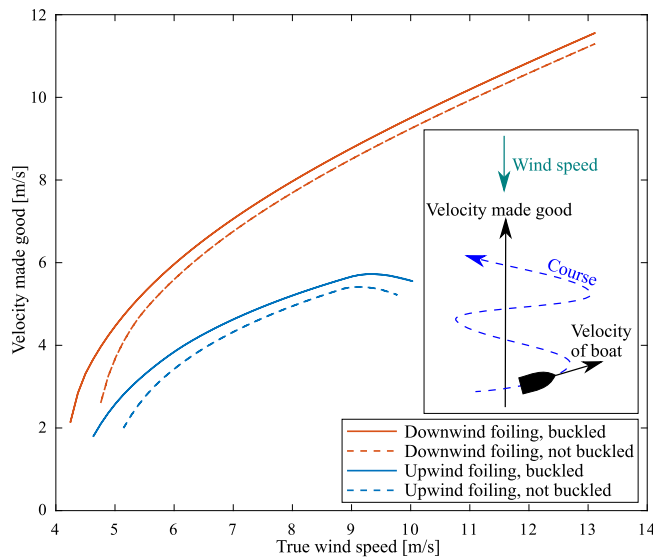 12
10
8
6
4
2
0
Velocity made good [m/s]
4 5 6 7 8 9 10 11 12 13 14
True wind speed [m/s]
Wind speed
Velocity made good
Course
Velocity
of boat
Downwind foiling, buckled
Downwind foiling, not buckled
Upwind foiling, buckled
Upwind foiling, not buckled